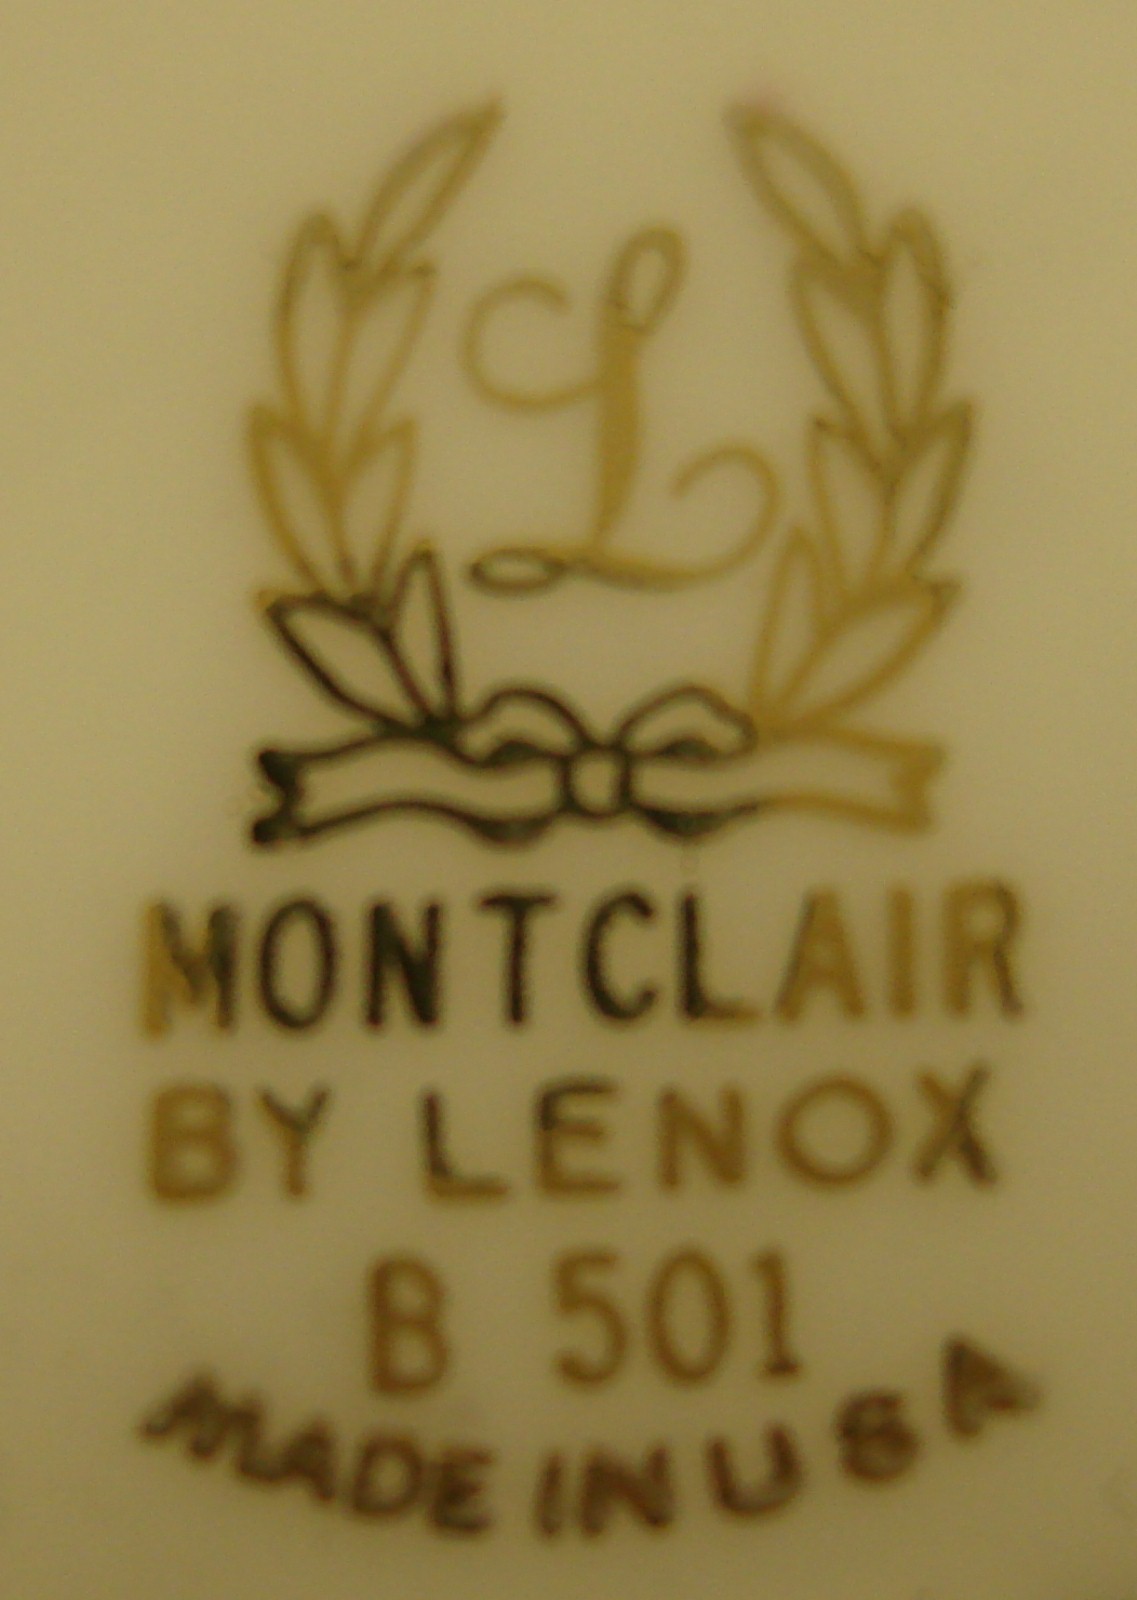 L
MONTCLAIR
BY LENOX
B 501
MADE IN USA